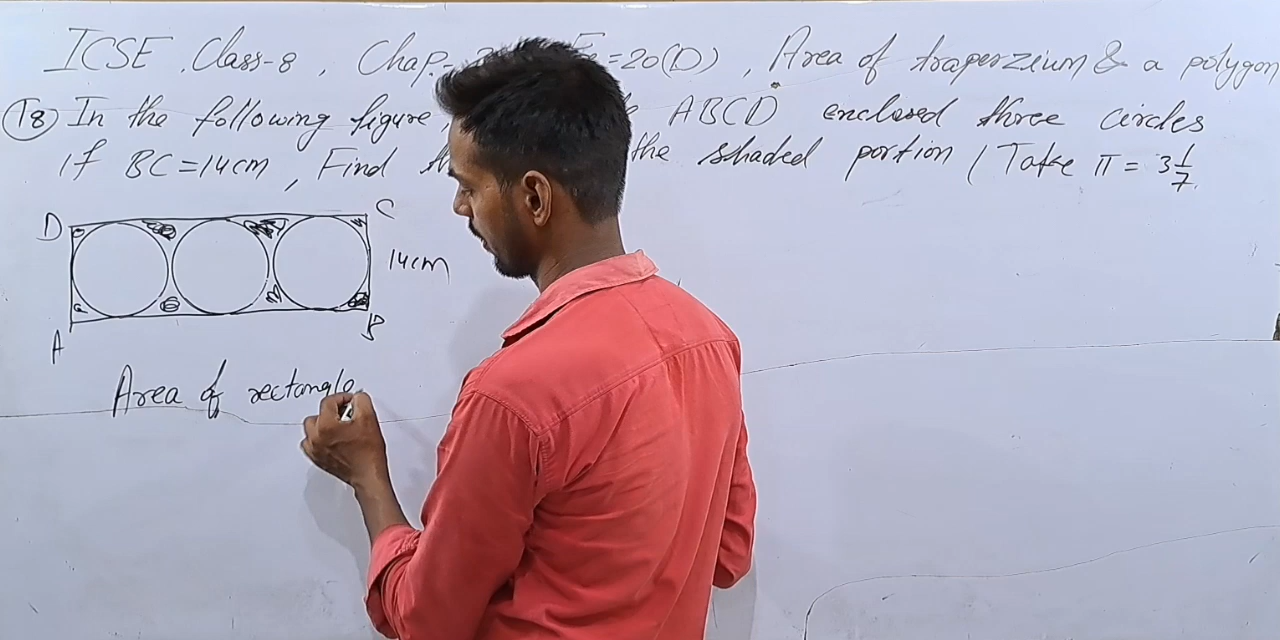 ICSE . Class-8 , Chap.- =20(D) , Area of traperzium & a polygon
(18) In the following figure, ABCD enclosed three circles
If BC=14cm , Find the shaded portion ( Take π = 3 1/7
D C
14cm
A B
Area of rectangle